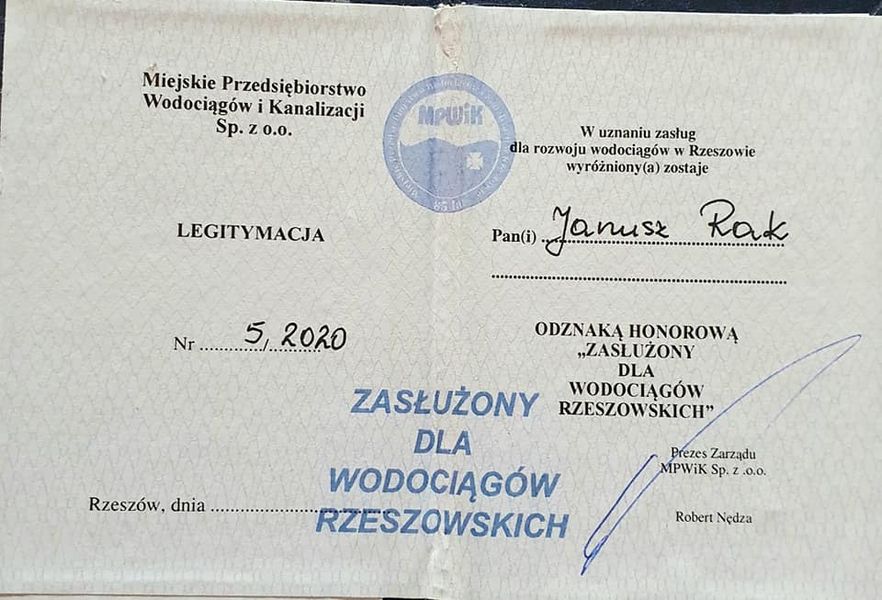 Miejskie Przedsiębiorstwo
Wodociągów i Kanalizacji
Sp. z o.o.
LEGITYMACJA
Nr 5/2020
Rzeszów, dnia
MPWiK
85 lat
ZASŁUŻONY
DLA
WODOCIĄGÓW
RZESZOWSKICH
W uznaniu zasług
dla rozwoju wodociągów w Rzeszowie
wyróżniony(a) zostaje
Pan(i) Janusz Rak
ODZNAKĄ HONOROWĄ
„ZASŁUŻONY
DLA
WODOCIĄGÓW
RZESZOWSKICH”
Prezes Zarządu
MPWiK Sp. z .o.o.
Robert Nędza